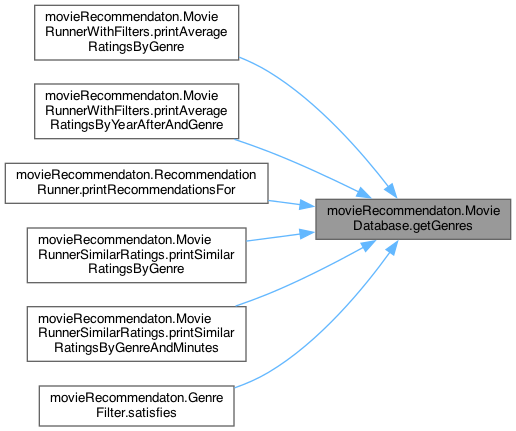 movieRecommendaton.Movie
RunnerWithFilters.printAverage
RatingsByGenre
movieRecommendaton.Movie
RunnerWithFilters.printAverage
RatingsByYearAfterAndGenre
movieRecommendaton.Recommendation
Runner.printRecommendationsFor
movieRecommendaton.Movie
Database.getGenres
movieRecommendaton.Movie
RunnerSimilarRatings.printSimilar
RatingsByGenre
movieRecommendaton.Movie
RunnerSimilarRatings.printSimilar
RatingsByGenreAndMinutes
movieRecommendaton.Genre
Filter.satisfies